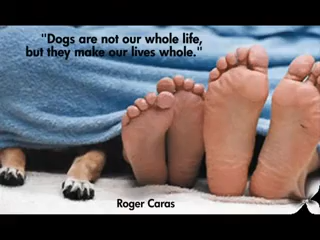 "Dogs are not our whole life,
but they make our lives whole."
Roger Caras